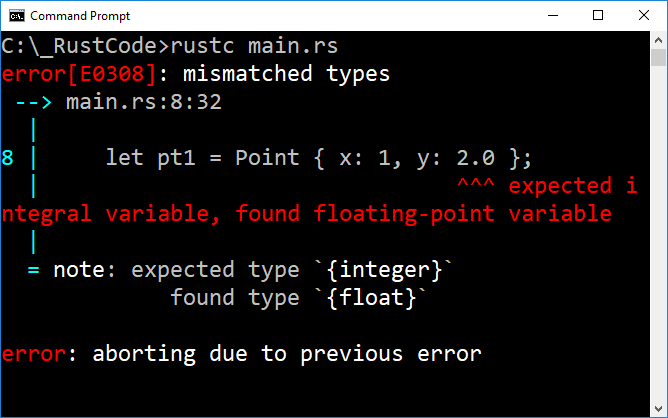 Command Prompt
C:\_RustCode>rustc main.rs
error[E0308]: mismatched types
 --> main.rs:8:32
  |
8 |     let pt1 = Point { x: 1, y: 2.0 };
  |                                ^^^ expected i
ntegral variable, found floating-point variable
  |
  = note: expected type `{integer}`
             found type `{float}`
error: aborting due to previous error